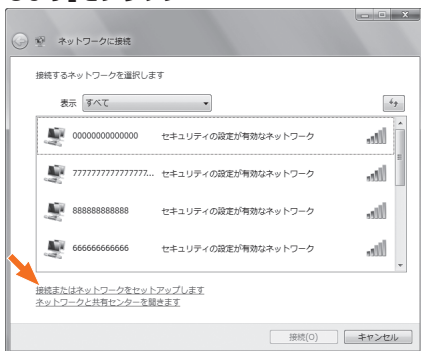 ネットワークに接続
接続するネットワークを選択します
表示 すべて
00000000000000 セキュリティの設定が有効なネットワーク
77777777777777777... セキュリティの設定が有効なネットワーク
888888888888 セキュリティの設定が有効なネットワーク
666666666666 セキュリティの設定が有効なネットワーク
接続またはネットワークをセットアップします
ネットワークと共有センターを開きます
接続(O) キャンセル